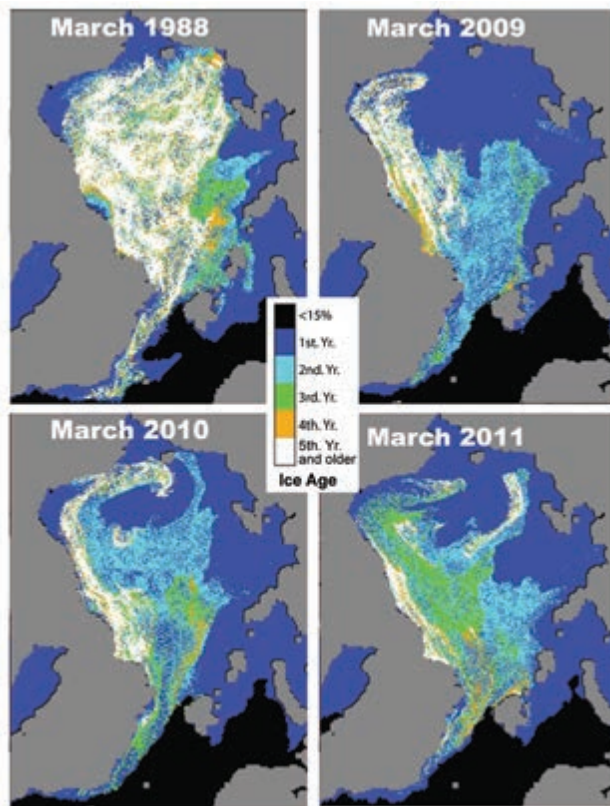 March 1988
March 2009
<15%
1st. Yr.
2nd. Yr.
3rd. Yr.
4th. Yr.
5th. Yr.
and older
Ice Age
March 2010
March 2011